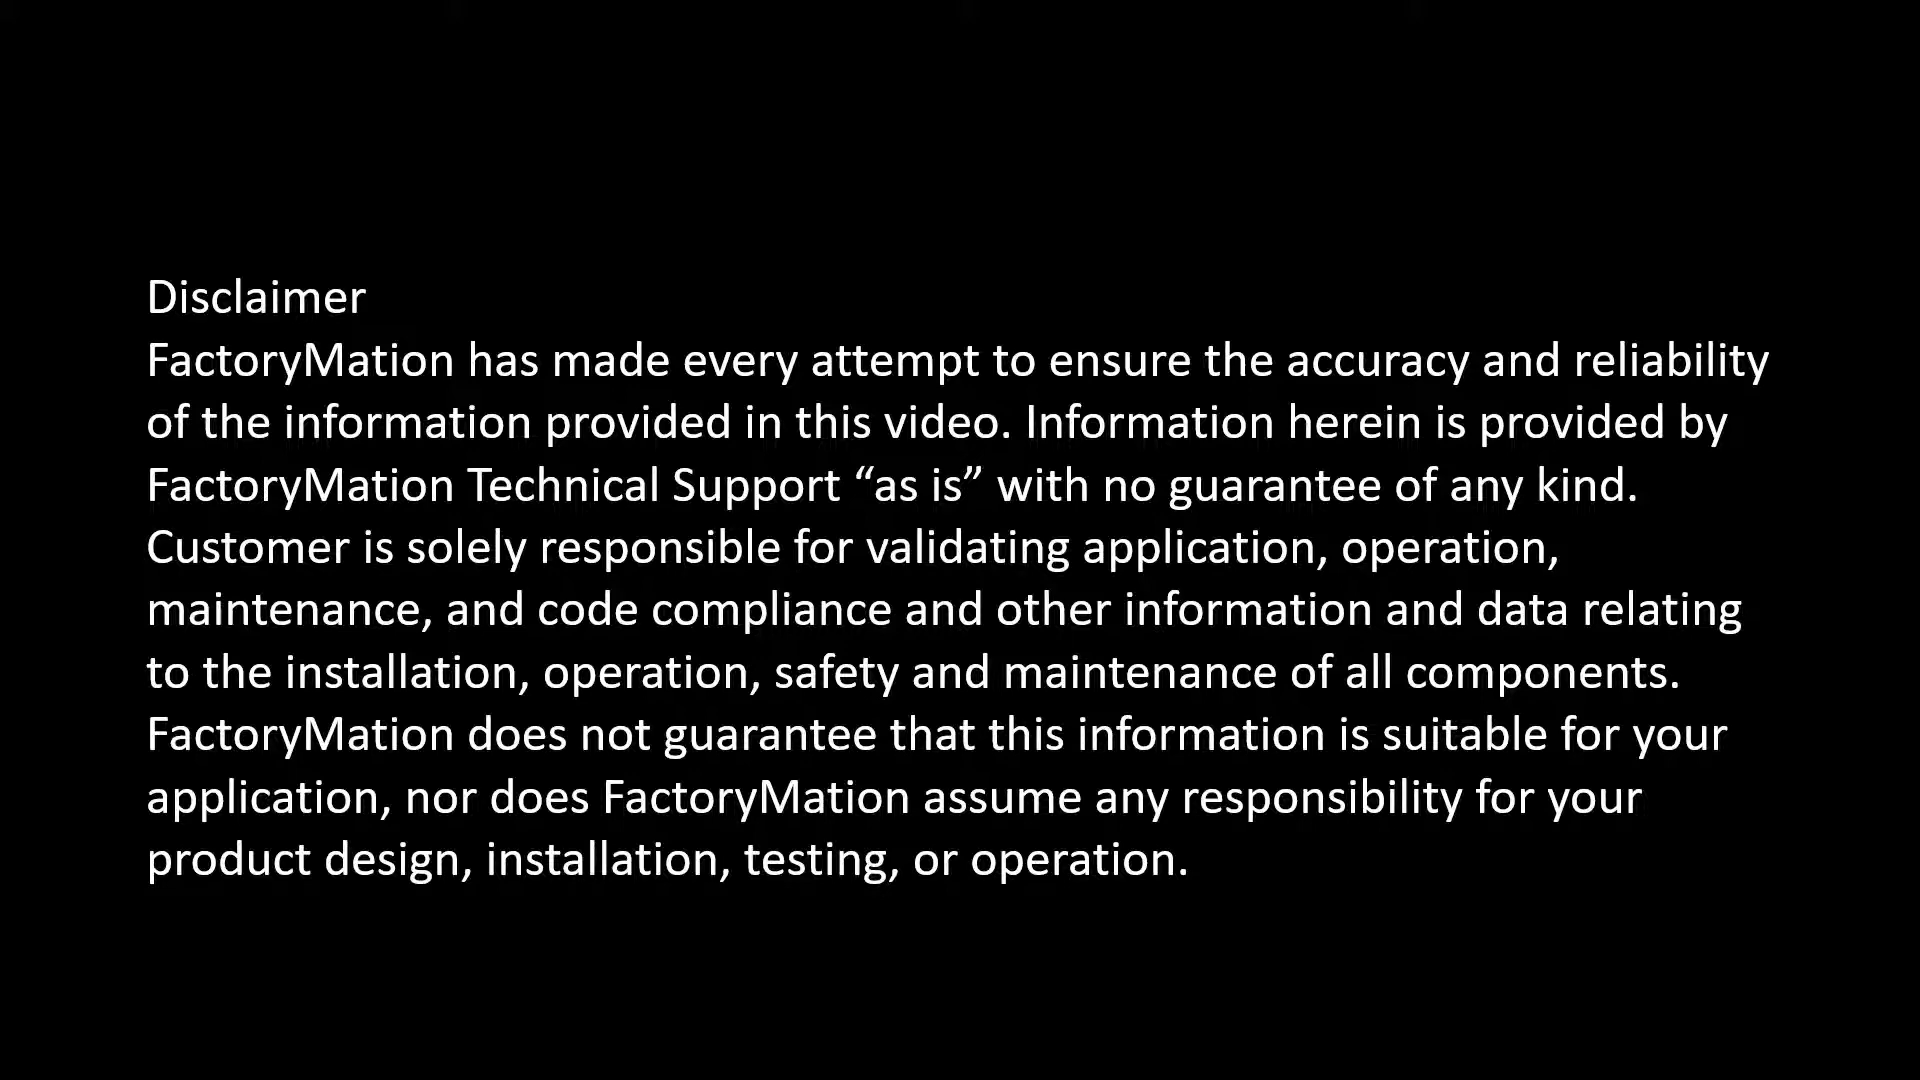 Disclaimer
FactoryMation has made every attempt to ensure the accuracy and reliability
of the information provided in this video. Information herein is provided by
FactoryMation Technical Support “as is” with no guarantee of any kind.
Customer is solely responsible for validating application, operation,
maintenance, and code compliance and other information and data relating
to the installation, operation, safety and maintenance of all components.
FactoryMation does not guarantee that this information is suitable for your
application, nor does FactoryMation assume any responsibility for your
product design, installation, testing, or operation.